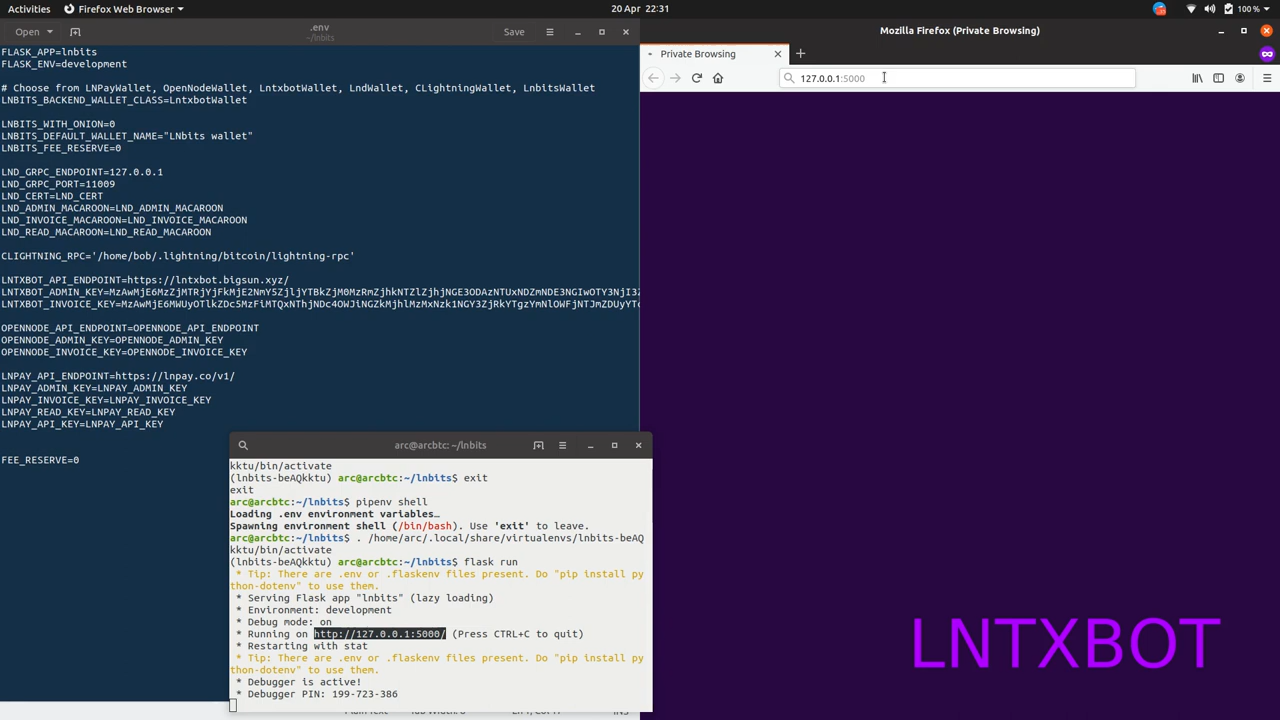 Activities
Firefox Web Browser
20 Apr 22:31
100 %
Open
.env
~/lnbits
Save
FLASK_APP=lnbits
FLASK_ENV=development
# Choose from LNPayWallet, OpenNodeWallet, LntxbotWallet, LndWallet, CLightningWallet, LnbitsWallet
LNBITS_BACKEND_WALLET_CLASS=LntxbotWallet
LNBITS_WITH_ONION=0
LNBITS_DEFAULT_WALLET_NAME="LNbits wallet"
LNBITS_FEE_RESERVE=0
LND_GRPC_ENDPOINT=127.0.0.1
LND_GRPC_PORT=11009
LND_CERT=LND_CERT
LND_ADMIN_MACAROON=LND_ADMIN_MACAROON
LND_INVOICE_MACAROON=LND_INVOICE_MACAROON
LND_READ_MACAROON=LND_READ_MACAROON
CLIGHTNING_RPC='/home/bob/.lightning/bitcoin/lightning-rpc'
LNTXBOT_API_ENDPOINT=https://lntxbot.bigsun.xyz/
OPENNODE_API_ENDPOINT=OPENNODE_API_ENDPOINT
OPENNODE_ADMIN_KEY=OPENNODE_ADMIN_KEY
OPENNODE_INVOICE_KEY=OPENNODE_INVOICE_KEY
LNPAY_API_ENDPOINT=https://lnpay.co/v1/
LNPAY_ADMIN_KEY=LNPAY_ADMIN_KEY
LNPAY_INVOICE_KEY=LNPAY_INVOICE_KEY
LNPAY_READ_KEY=LNPAY_READ_KEY
LNPAY_API_KEY=LNPAY_API_KEY
FEE_RESERVE=0
arc@arcbtc: ~/lnbits
kktu/bin/activate
(lnbits-beAQkktu) arc@arcbtc:~/lnbits$ exit
exit
arc@arcbtc:~/lnbits$ pipenv shell
Loading .env environment variables…
Spawning environment shell (/bin/bash). Use 'exit' to leave.
arc@arcbtc:~/lnbits$ . /home/arc/.local/share/virtualenvs/lnbits-beAQ
kktu/bin/activate
(lnbits-beAQkktu) arc@arcbtc:~/lnbits$ flask run
* Tip: There are .env or .flaskenv files present. Do "pip install py
thon-dotenv" to use them.
* Serving Flask app "lnbits" (lazy loading)
* Environment: development
* Debug mode: on
* Running on http://127.0.0.1:5000/ (Press CTRL+C to quit)
* Restarting with stat
* Tip: There are .env or .flaskenv files present. Do "pip install py
thon-dotenv" to use them.
* Debugger is active!
* Debugger PIN: 199-723-386
Mozilla Firefox (Private Browsing)
Private Browsing
127.0.0.1:5000
LNTXBOT